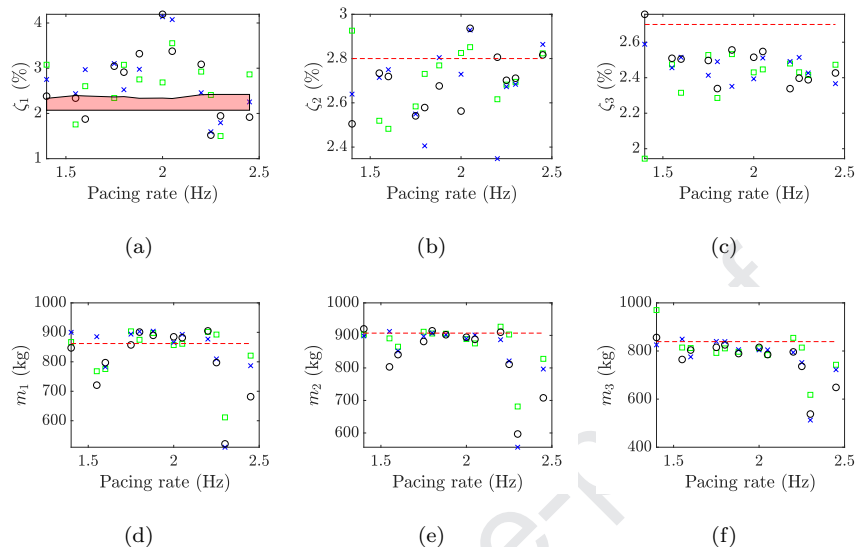 4
3
2
1
ζ1 (%)
1.5 2 2.5
Pacing rate (Hz)
(a)
3
2.8
2.6
2.4
ζ2 (%)
1.5 2 2.5
Pacing rate (Hz)
(b)
2.6
2.4
2.2
2
ζ3 (%)
1.5 2 2.5
Pacing rate (Hz)
(c)
1000
900
800
700
600
m1 (kg)
1.5 2 2.5
Pacing rate (Hz)
(d)
1000
900
800
700
600
m2 (kg)
1.5 2 2.5
Pacing rate (Hz)
(e)
1000
800
600
400
m3 (kg)
1.5 2 2.5
Pacing rate (Hz)
(f)